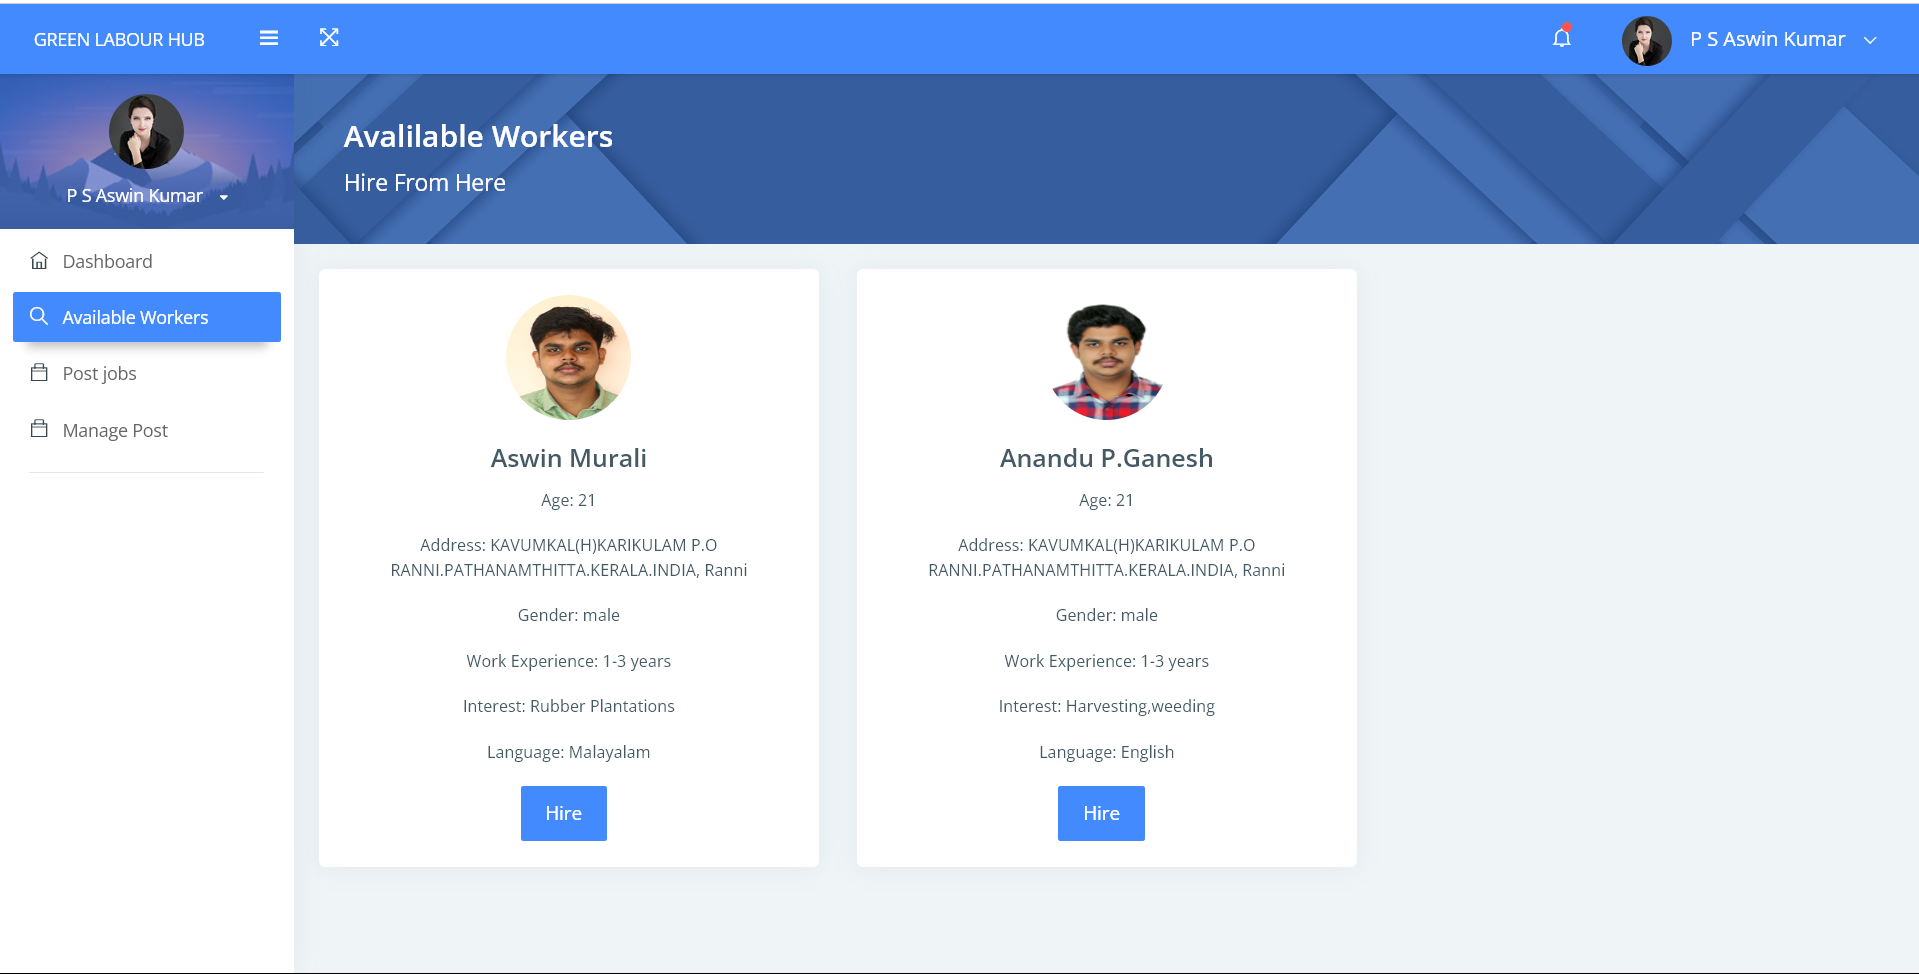 GREEN LABOUR HUB
P S Aswin Kumar
P S Aswin Kumar
Dashboard
Available Workers
Post jobs
Manage Post
Avalilable Workers
Hire From Here
Aswin Murali
Age: 21
Address: KAVUMKAL(H)KARIKULAM P.O
RANNI.PATHANAMTHITTA.KERALA.INDIA, Ranni
Gender: male
Work Experience: 1-3 years
Interest: Rubber Plantations
Language: Malayalam
Hire
Anandu P.Ganesh
Age: 21
Address: KAVUMKAL(H)KARIKULAM P.O
RANNI.PATHANAMTHITTA.KERALA.INDIA, Ranni
Gender: male
Work Experience: 1-3 years
Interest: Harvesting,weeding
Language: English
Hire